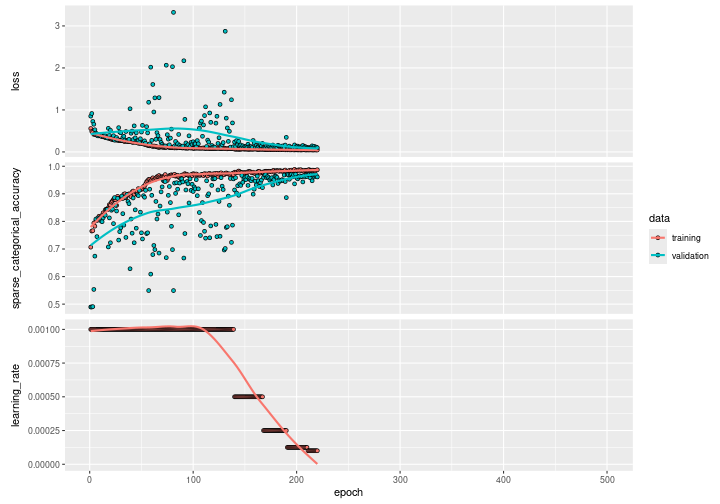 loss
3
2
1
0
sparse_categorical_accuracy
1.0
0.9
0.8
0.7
0.6
0.5
learning_rate
0.00100
0.00075
0.00050
0.00025
0.00000
0 100 200 300 400 500
epoch
data
training
validation